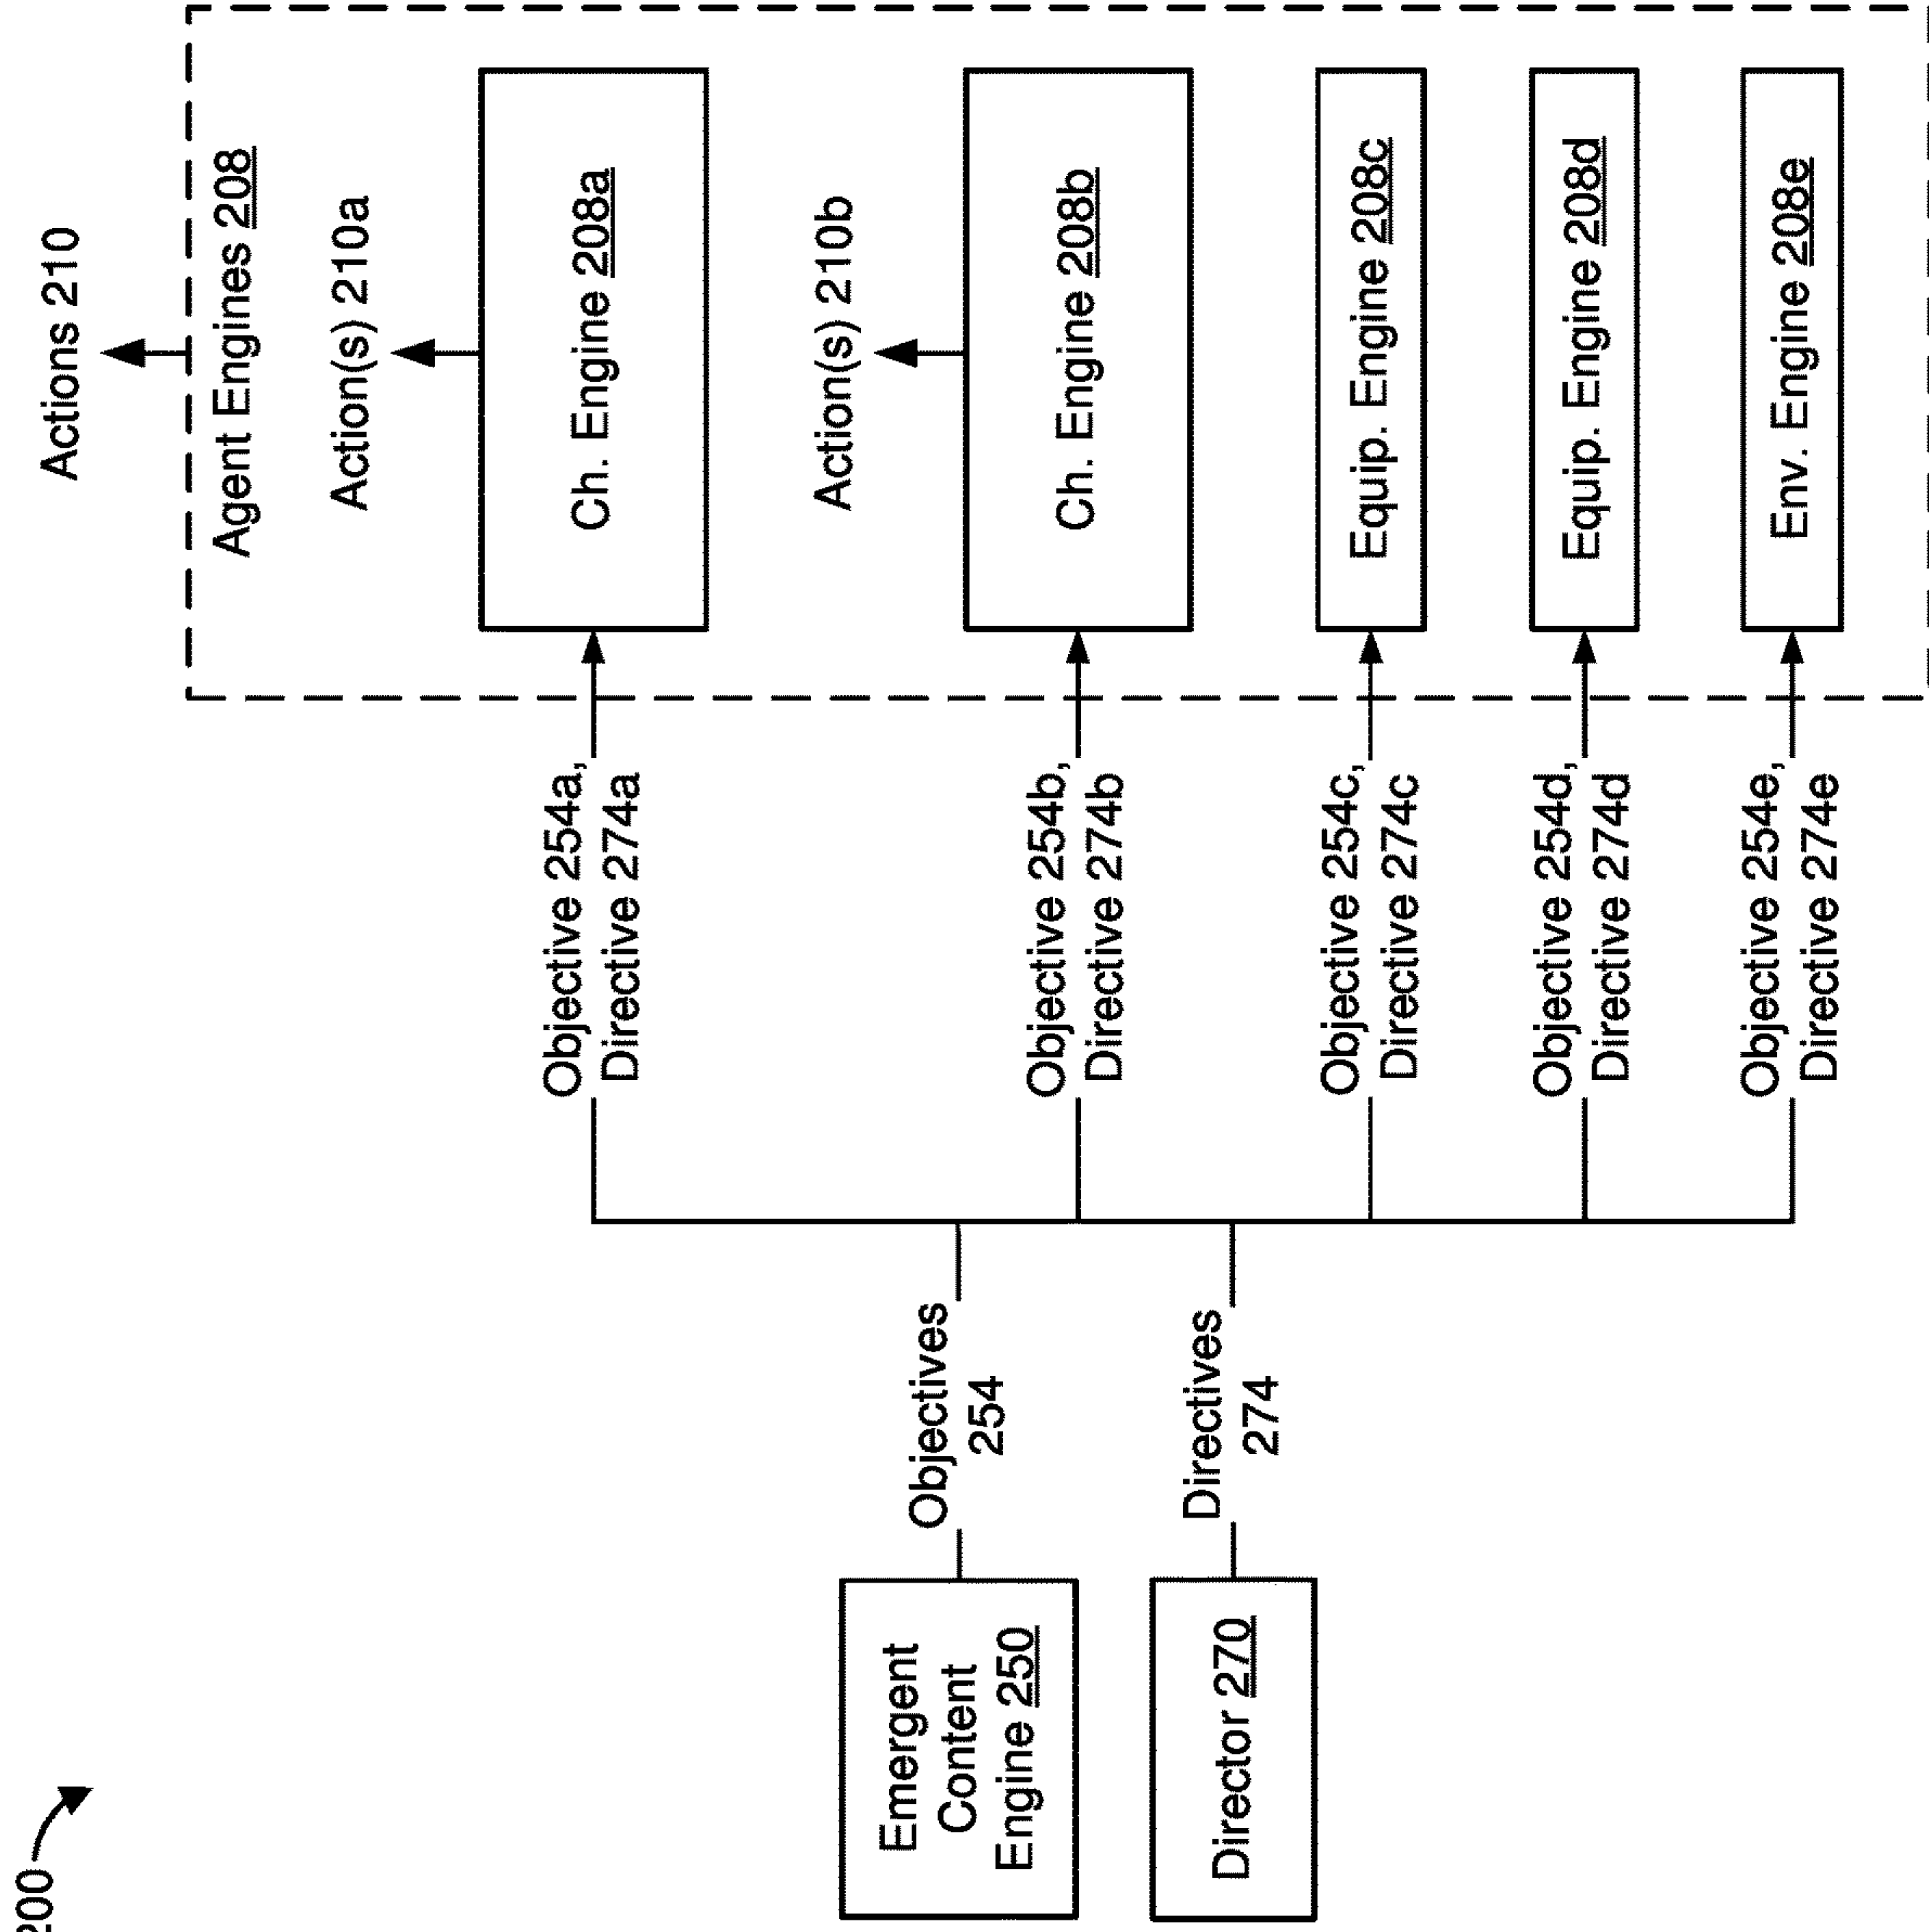 200
Emergent
Content
Engine 250
Director 270
Objectives
254
Directives
274
Objective 254a,
Directive 274a
Objective 254b,
Directive 274b
Objective 254c,
Directive 274c
Objective 254d,
Directive 274d
Objective 254e,
Directive 274e
Actions 210
Agent Engines 208
Action(s) 210a
Ch. Engine 208a
Action(s) 210b
Ch. Engine 208b
Equip. Engine 208c
Equip. Engine 208d
Env. Engine 208e